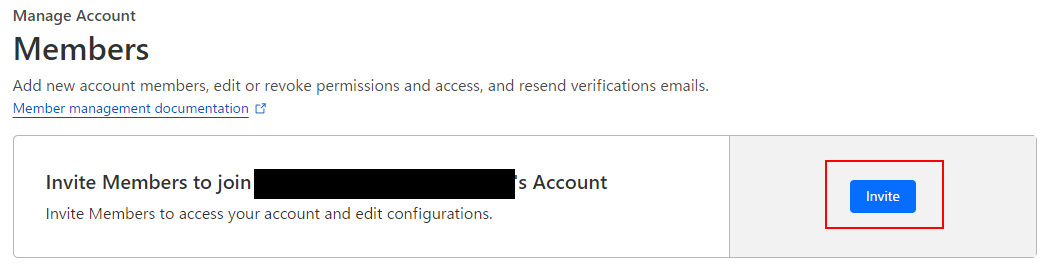 Manage Account
Members
Add new account members, edit or revoke permissions and access, and resend verifications emails.
Member management documentation
Invite Members to join 's Account
Invite
Invite Members to access your account and edit configurations.